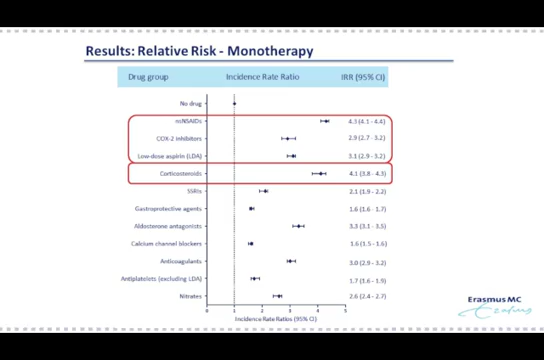 Results: Relative Risk - Monotherapy
Drug group Incidence Rate Ratio IRR (95% CI)
No drug
nsNSAIDs 4.3 (4.1 - 4.4)
COX-2 inhibitors 2.9 (2.7 - 3.2)
Low-dose aspirin (LDA) 3.1 (2.9 - 3.2)
Corticosteroids 4.1 (3.8 - 4.3)
SSRIs 2.1 (1.9 - 2.2)
Gastroprotective agents 1.6 (1.6 - 1.7)
Aldosterone antagonists 3.3 (3.1 - 3.5)
Calcium channel blockers 1.6 (1.5 - 1.6)
Anticoagulants 3.0 (2.9 - 3.2)
Antiplatelets (excluding LDA) 1.7 (1.6 - 1.9)
Nitrates 2.6 (2.4 - 2.7)
0 1 2 3 4 5
Incidence Rate Ratios (95% CI)
Erasmus MC
Erasmus